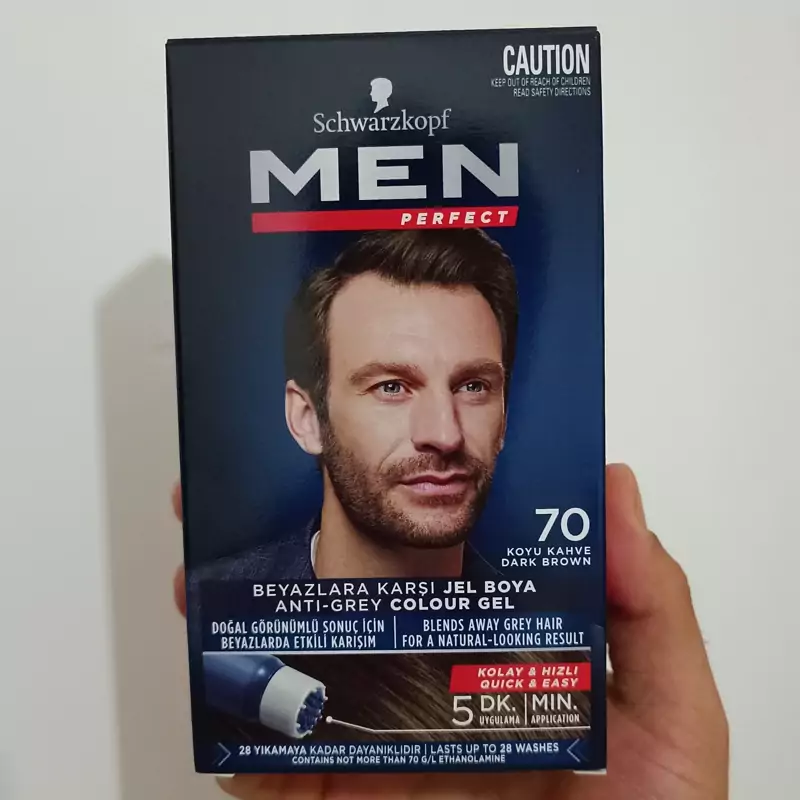 CAUTION
KEEP OUT OF REACH OF CHILDREN
READ SAFETY DIRECTIONS
Schwarzkopf
MEN
PERFECT
70
KOYU KAHVE
DARK BROWN
BEYAZLARA KARŞI JEL BOYA
ANTI-GREY COLOUR GEL
DOĞAL GÖRÜNÜMLÜ SONUÇ İÇİN
BEYAZLARDA ETKİLİ KARIŞIM
BLENDS AWAY GREY HAIR
FOR A NATURAL-LOOKING RESULT
KOLAY & HIZLI
QUICK & EASY
5 DK. | MIN.
UYGULAMA | APPLICATION
28 YIKAMAYA KADAR DAYANIKLIDIR | LASTS UP TO 28 WASHES
CONTAINS NOT MORE THAN 70 G/L ETHANOLAMINE